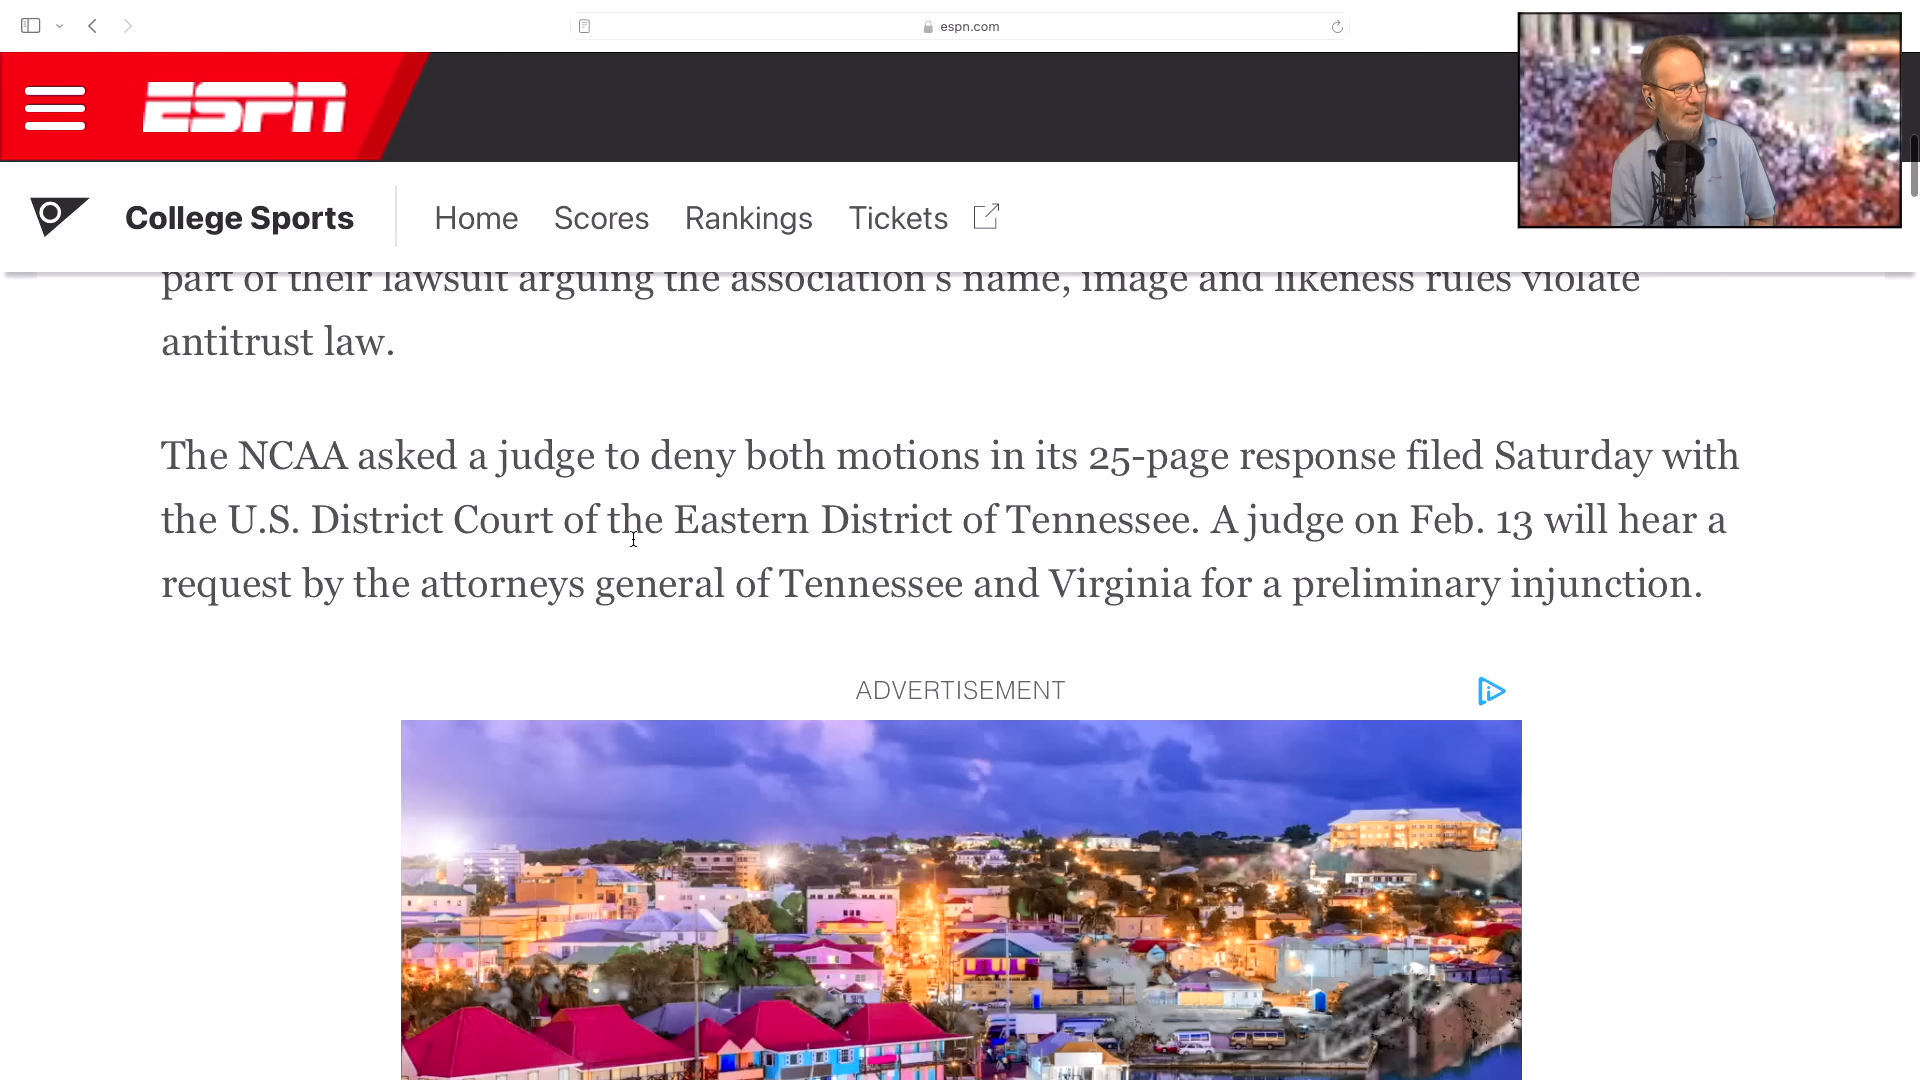 espn.com
ESPN
College Sports
Home
Scores
Rankings
Tickets
part of their lawsuit arguing the association's name, image and likeness rules violate
antitrust law.
The NCAA asked a judge to deny both motions in its 25-page response filed Saturday with
the U.S. District Court of the Eastern District of Tennessee. A judge on Feb. 13 will hear a
request by the attorneys general of Tennessee and Virginia for a preliminary injunction.
ADVERTISEMENT